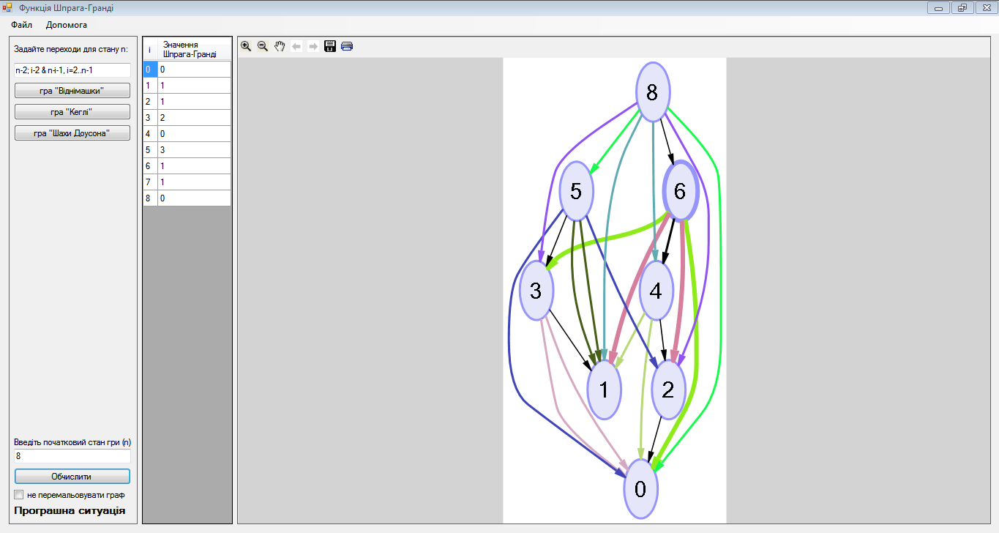 Функція Шпрага-Гранді
Файл Допомога
Задайте переходи для стану n:
n-2; i-2 & n-i-1, i=2..n-1
гра "Віднімашки"
гра "Кеглі"
гра "Шахи Доусона"
Введіть початковий стан гри (n)
8
Обчислити
не перемальовувати граф
Програшна ситуація
i Значення
Шпрага-Гранді
0 0
1 1
2 1
3 2
4 0
5 3
6 1
7 1
8 0
8
5 6
3 4
1 2
0